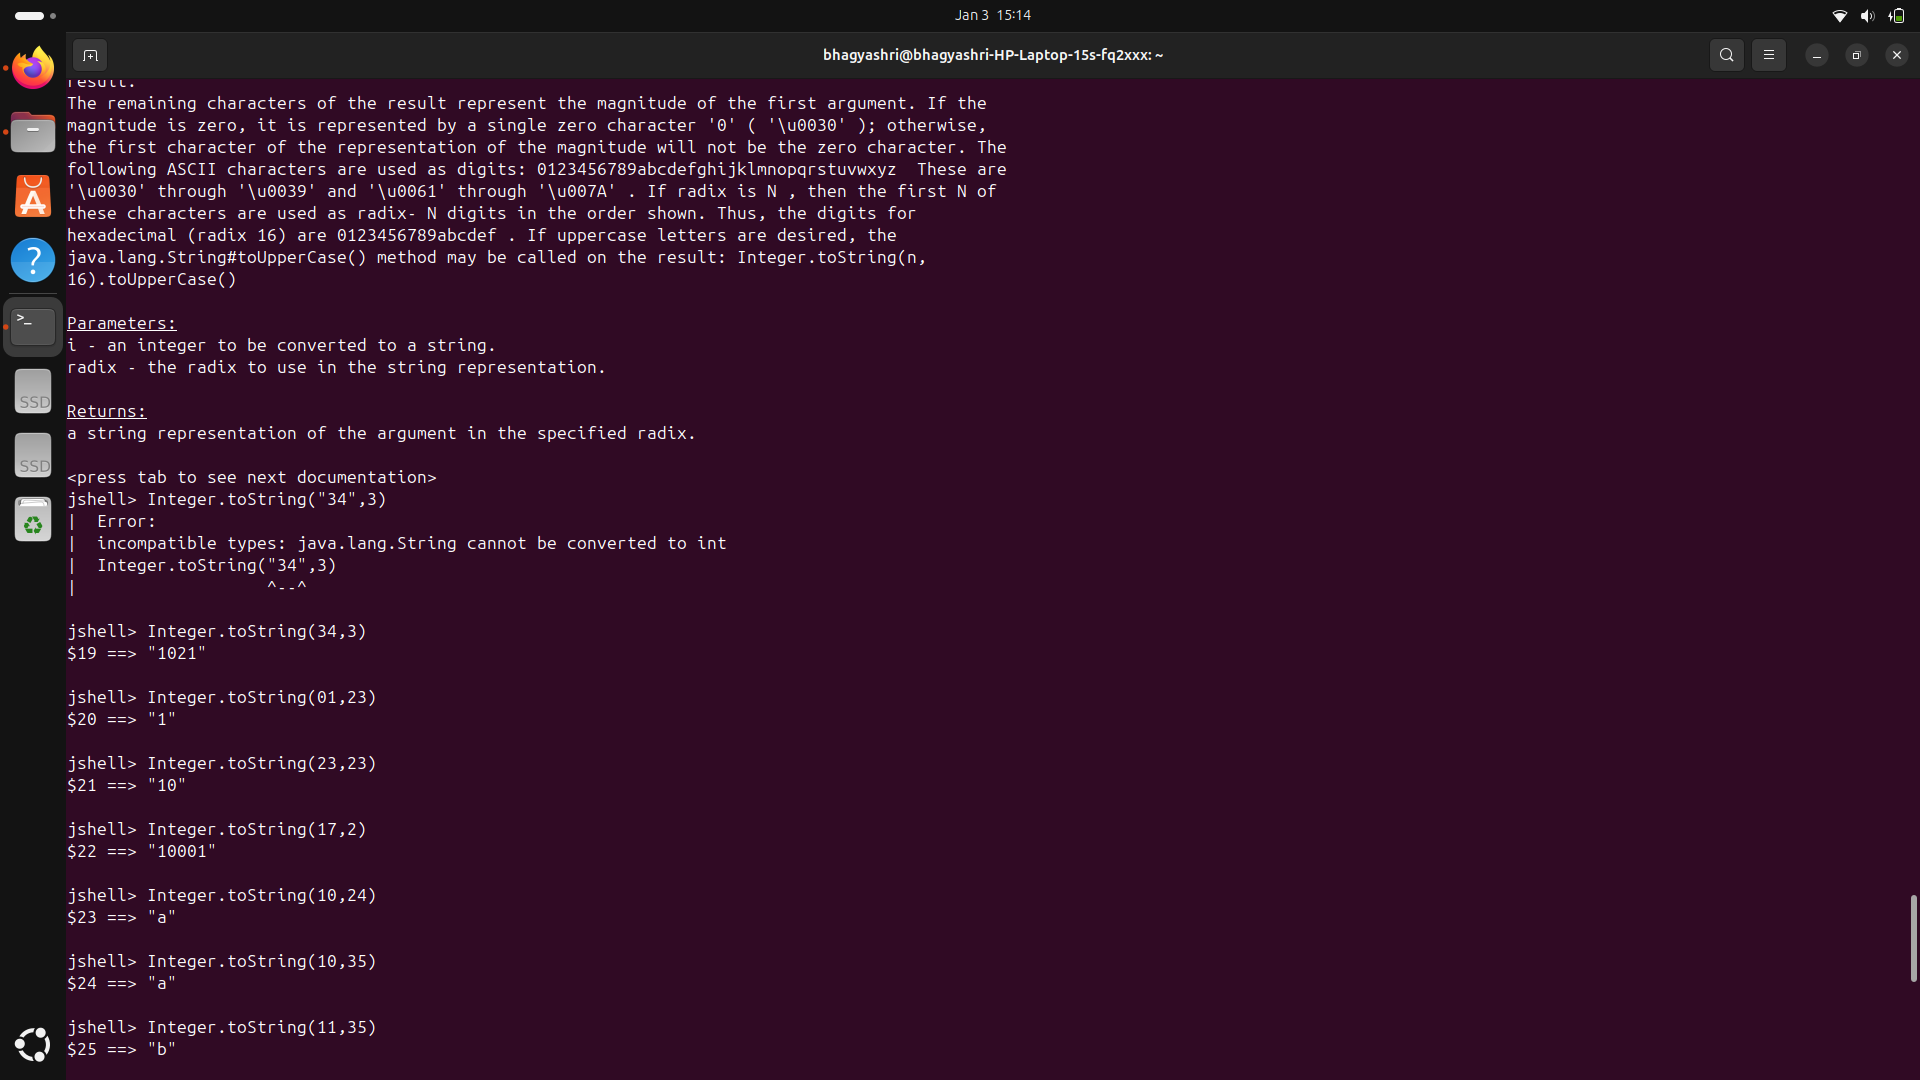 Jan 3 15:14
bhagyashri@bhagyashri-HP-Laptop-15s-fq2xxx: ~
result.
The remaining characters of the result represent the magnitude of the first argument. If the
magnitude is zero, it is represented by a single zero character '0' ( '\u0030' ); otherwise,
the first character of the representation of the magnitude will not be the zero character. The
following ASCII characters are used as digits: 0123456789abcdefghijklmnopqrstuvwxyz  These are
'\u0030' through '\u0039' and '\u0061' through '\u007A' . If radix is N , then the first N of
these characters are used as radix- N digits in the order shown. Thus, the digits for
hexadecimal (radix 16) are 0123456789abcdef . If uppercase letters are desired, the
java.lang.String#toUpperCase() method may be called on the result: Integer.toString(n,
16).toUpperCase()
Parameters:
i - an integer to be converted to a string.
radix - the radix to use in the string representation.
Returns:
a string representation of the argument in the specified radix.
<press tab to see next documentation>
jshell> Integer.toString("34",3)
|  Error:
|  incompatible types: java.lang.String cannot be converted to int
|  Integer.toString("34",3)
|                   ^--^
jshell> Integer.toString(34,3)
$19 ==> "1021"
jshell> Integer.toString(01,23)
$20 ==> "1"
jshell> Integer.toString(23,23)
$21 ==> "10"
jshell> Integer.toString(17,2)
$22 ==> "10001"
jshell> Integer.toString(10,24)
$23 ==> "a"
jshell> Integer.toString(10,35)
$24 ==> "a"
jshell> Integer.toString(11,35)
$25 ==> "b"
?
>_
SSD
SSD